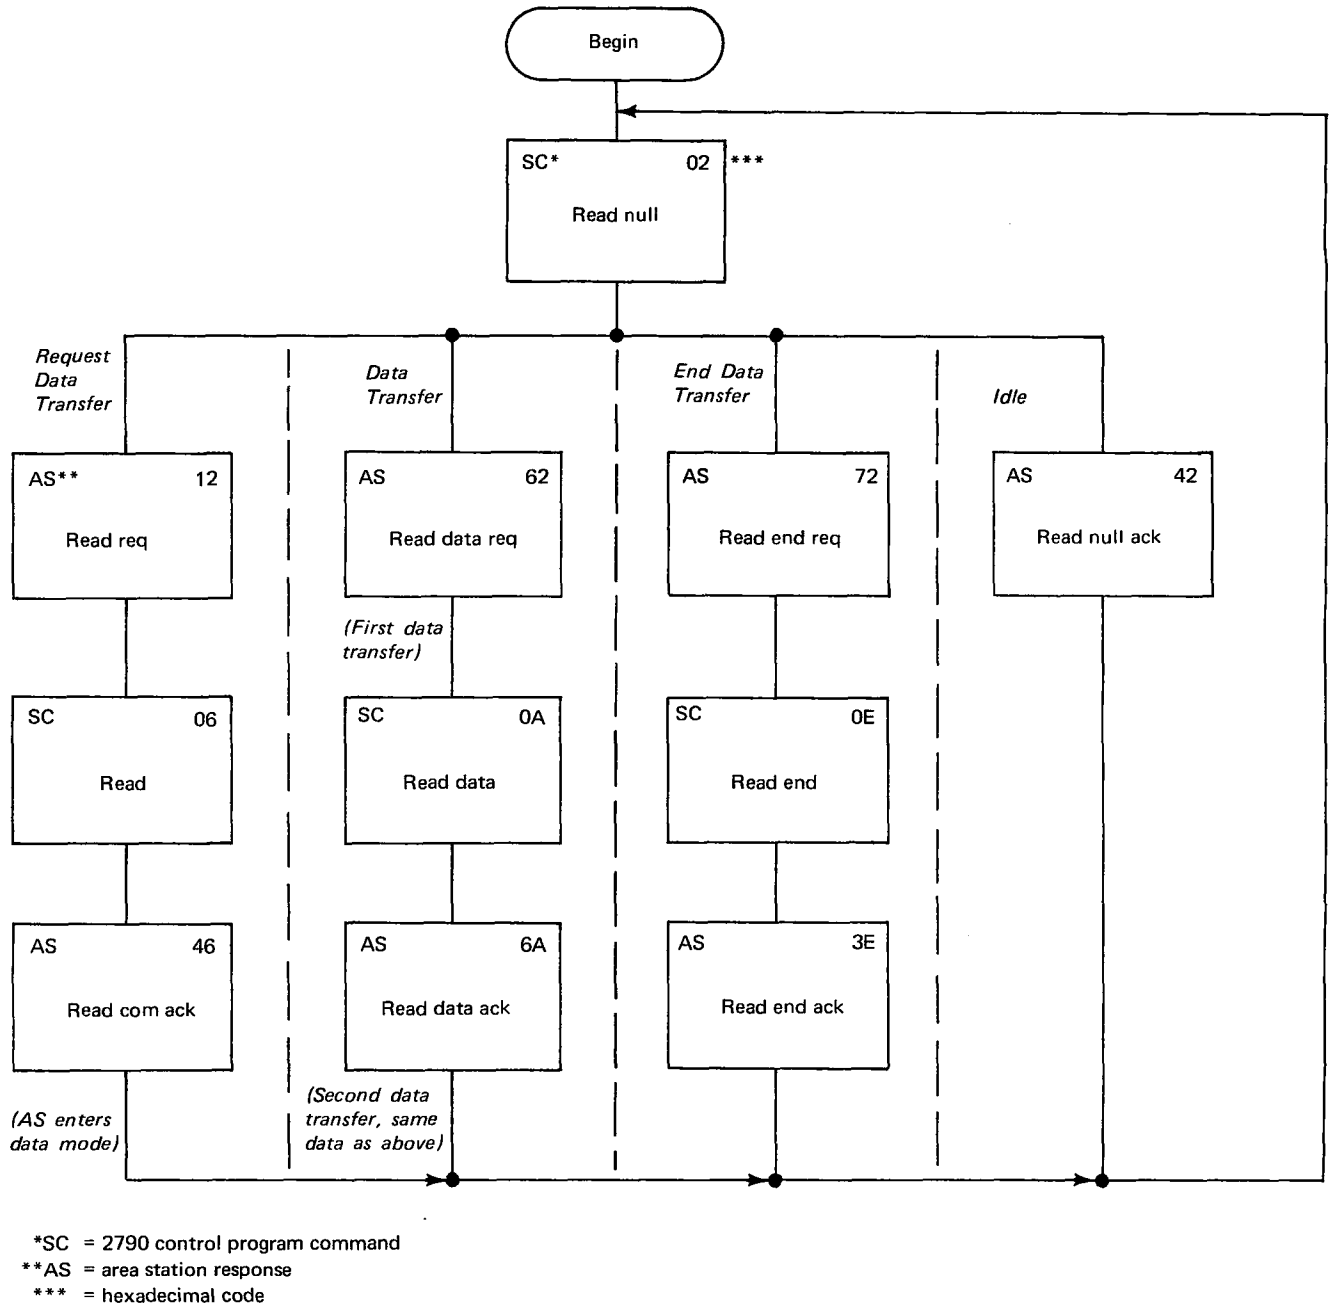 Begin
SC* 02 ***
Read null
Request
Data
Transfer
Data
Transfer
End Data
Transfer
Idle
AS** 12
Read req
AS 62
Read data req
AS 72
Read end req
AS 42
Read null ack
(First data
transfer)
SC 06
Read
SC 0A
Read data
SC 0E
Read end
AS 46
Read com ack
AS 6A
Read data ack
AS 3E
Read end ack
(AS enters
data mode)
(Second data
transfer, same
data as above)
*SC = 2790 control program command
**AS = area station response
*** = hexadecimal code